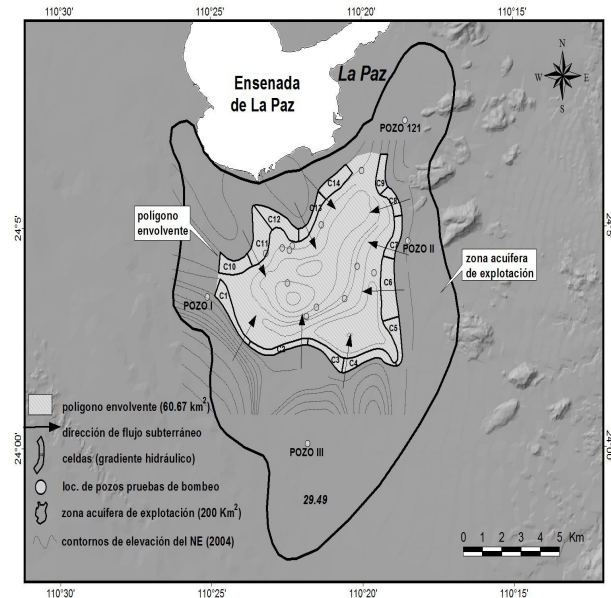 110°30' 110°25' 110°20' 110°15'
N
W E
S
La Paz
Ensenada
de La Paz
POZO 121
C14
C9
C8
C13
C12
polígono
envolvente
24°5'
24°5'
C11
C7
POZO II
C10
zona acuifera
de explotación
C1
C6
POZO I
C5
C2
C3
C4
polígono envolvente (60.67 km²)
dirección de flujo subterráneo
celdas (gradiente hidráulico)
24°00'
24°00'
POZO III
loc. de pozos pruebas de bombeo
29.49
zona acuifera de explotación (200 Km²)
contornos de elevación del NE (2004)
0 1 2 3 4 5 Km
110°30' 110°25' 110°20' 110°15'